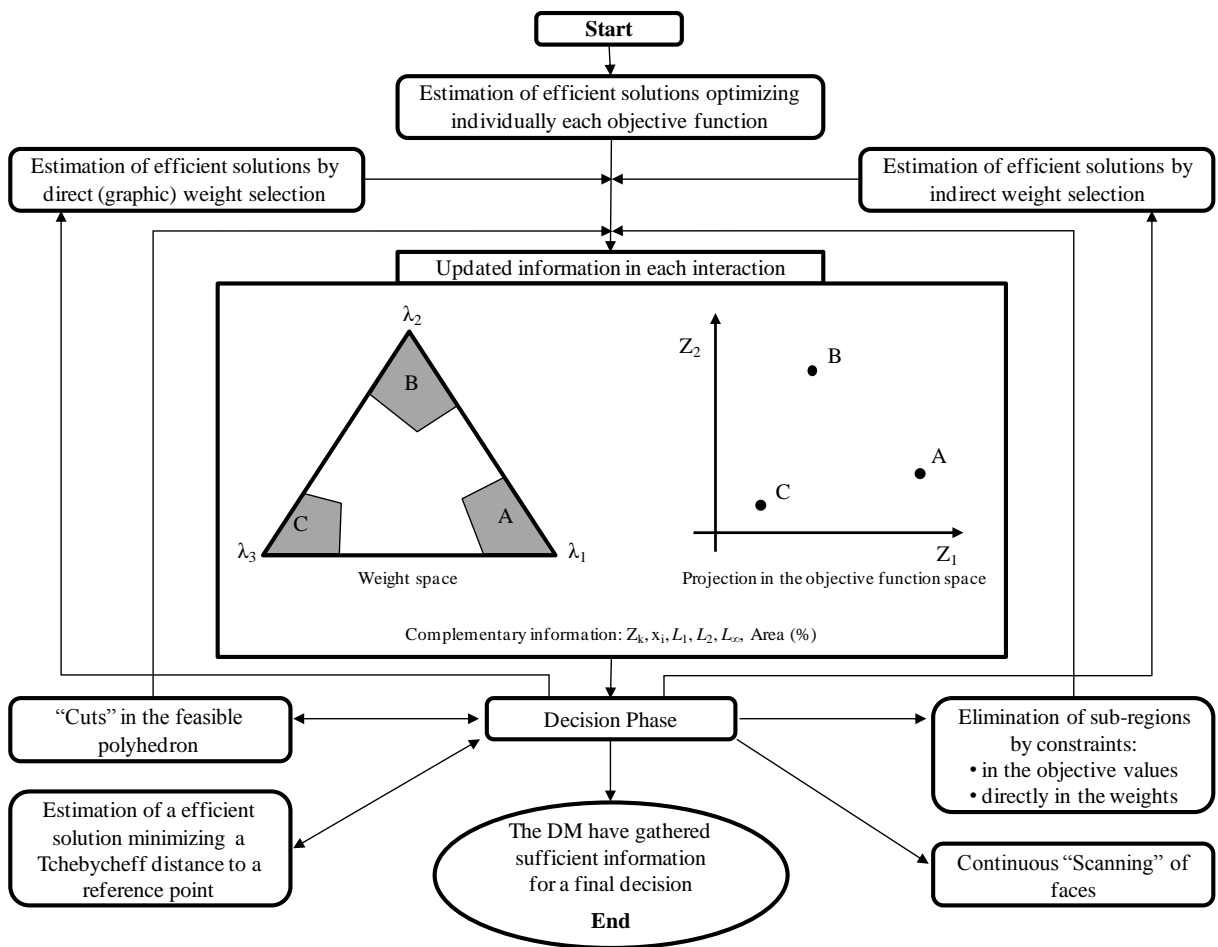 Start
Estimation of efficient solutions optimizing
individually each objective function
Estimation of efficient solutions by
direct (graphic) weight selection
Estimation of efficient solutions by
indirect weight selection
Updated information in each interaction
λ2
B
C
A
λ3
λ1
Weight space
Z2
B
A
C
Z1
Projection in the objective function space
Complementary information: Zk, xi, L1, L2, L∞, Area (%)
“Cuts” in the feasible
polyhedron
Decision Phase
Elimination of sub-regions
by constraints:
• in the objective values
• directly in the weights
Estimation of a efficient
solution minimizing a
Tchebycheff distance to a
reference point
The DM have gathered
sufficient information
for a final decision
End
Continuous “Scanning” of
faces